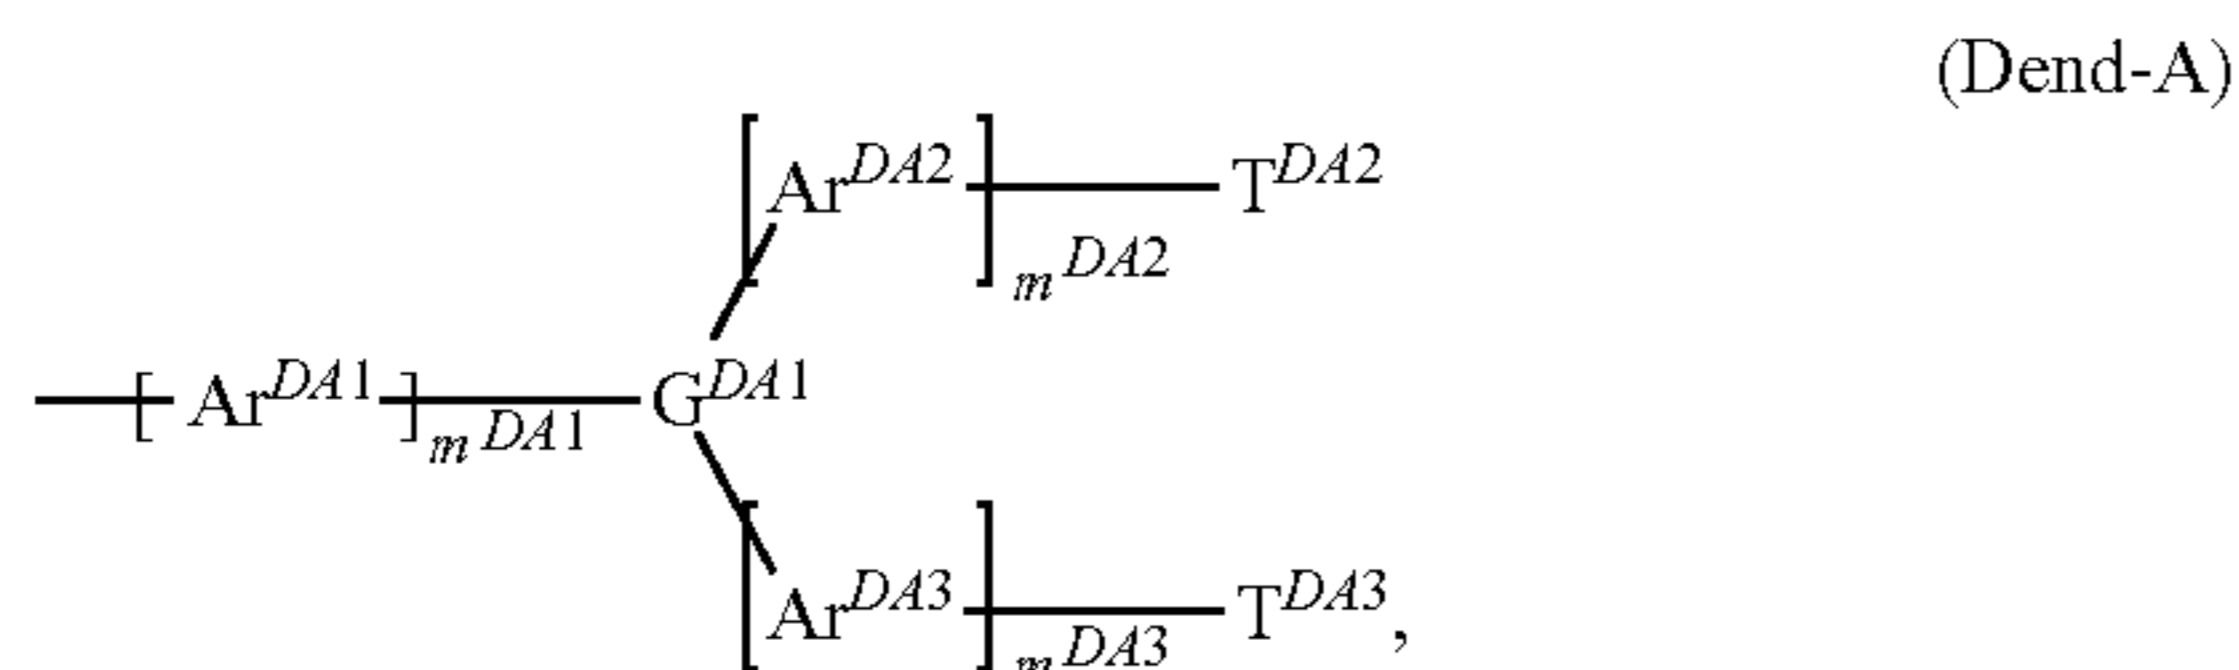 (Dend-A)
[Ar^DA2]m^DA2 T^DA2
[Ar^DA1]m^DA1 G^DA1
[Ar^DA3]m^DA3 T^DA3,